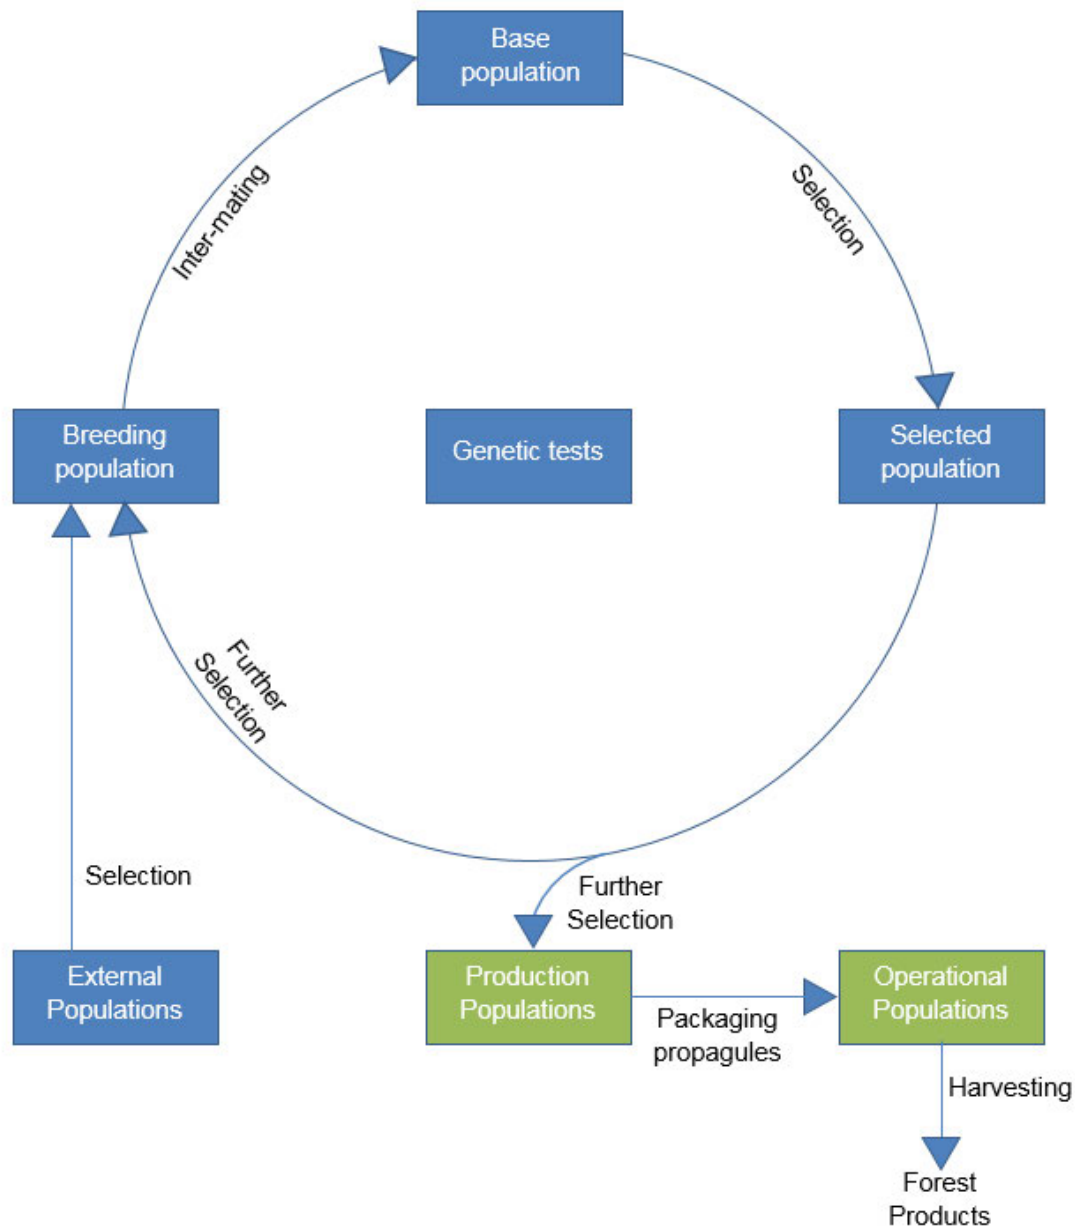 Base
population
Selection
Inter-mating
Breeding
population
Genetic tests
Selected
population
Further
Selection
Selection
Further
Selection
External
Populations
Production
Populations
Operational
Populations
Packaging
propagules
Harvesting
Forest
Products